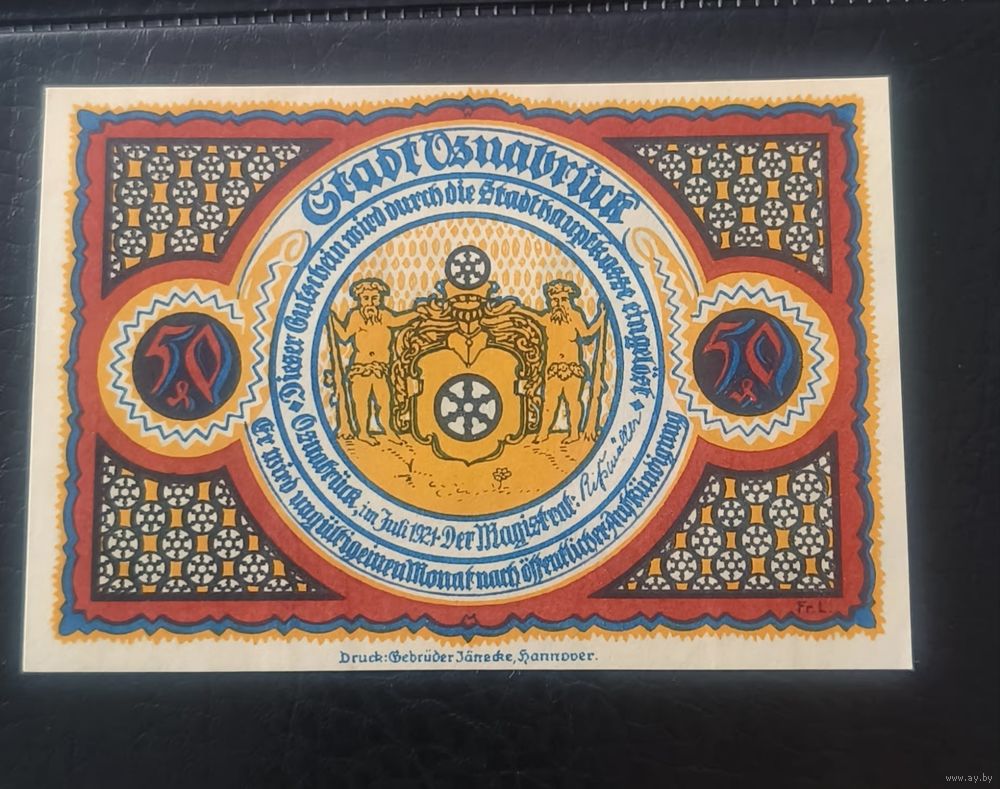 Stadt Osnabrück
Dieser Gutschein wird durch die Stadthauptkasse eingelöst
50
50
Osnabrück, im Juli 1921 · Der Magistrat:
Er wird ungültig einen Monat nach öffentlicher Aufkündigung
Fr. L.
Druck: Gebrüder Jänecke, Hannover.
www.ay.by